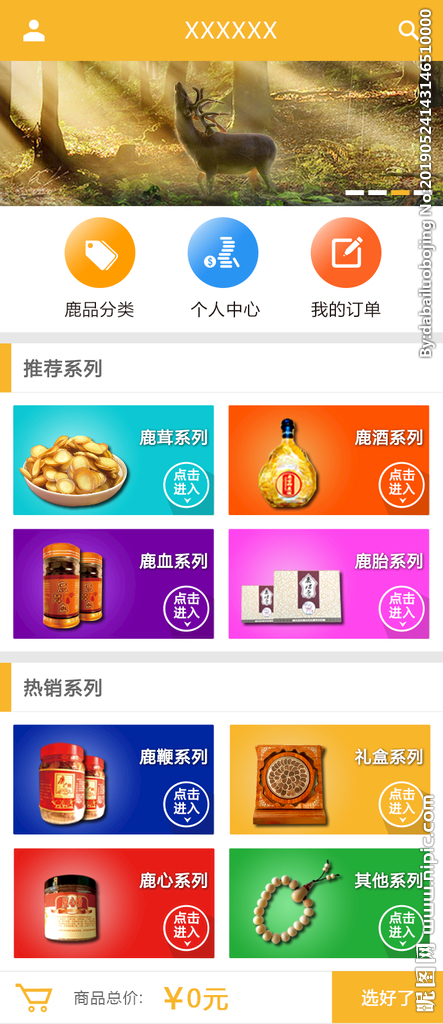 XXXXXX
By:dabailuobojing No.20190524143146510000
鹿品分类
个人中心
我的订单
推荐系列
鹿茸系列
点击
进入
鹿酒系列
点击
进入
鹿血系列
点击
进入
鹿胎系列
点击
进入
热销系列
鹿鞭系列
点击
进入
礼盒系列
点击
进入
鹿心系列
点击
进入
其他系列
点击
进入
昵图网 www.nipic.com
商品总价:
￥0元
选好了